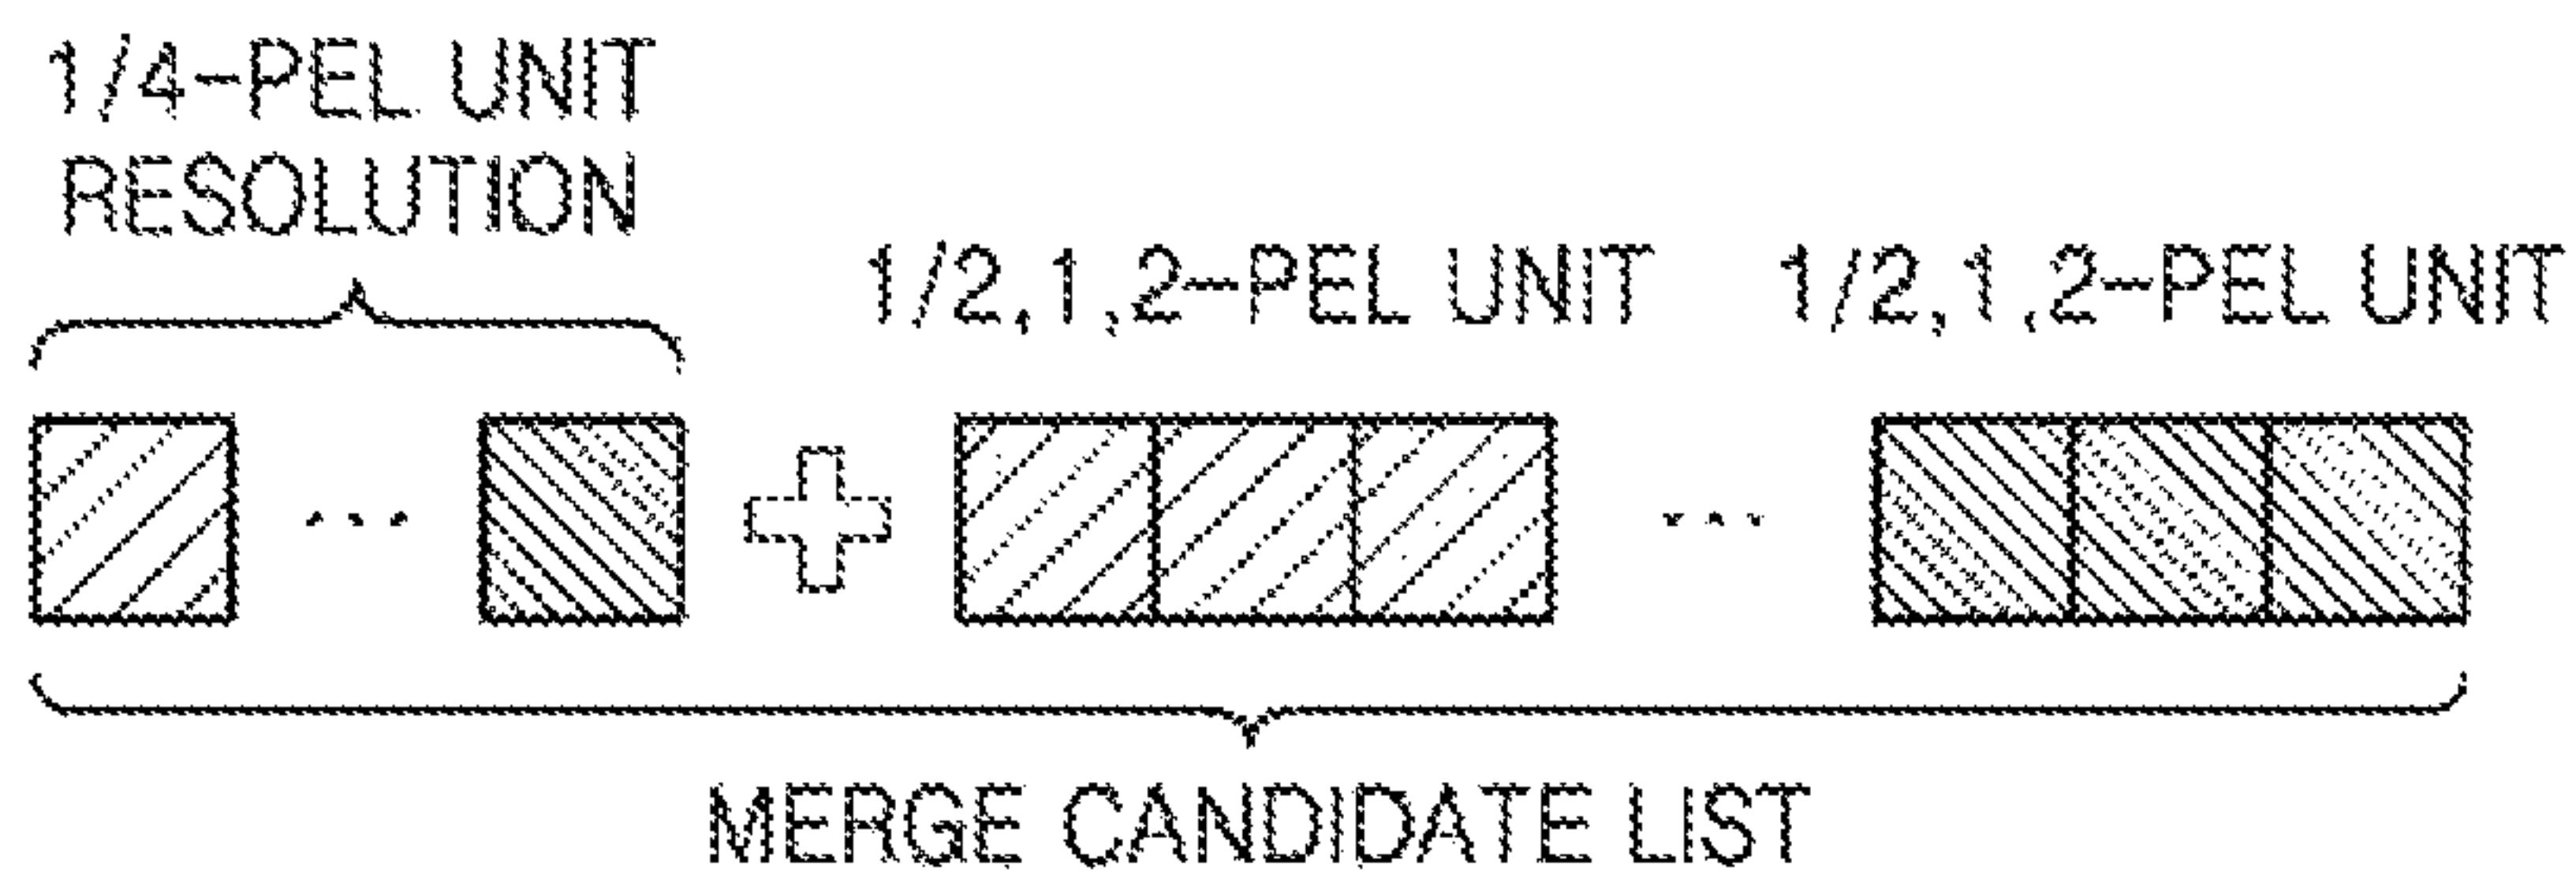 1/4-PEL UNIT
RESOLUTION
1/2,1,2-PEL UNIT
1/2,1,2-PEL UNIT
MERGE CANDIDATE LIST